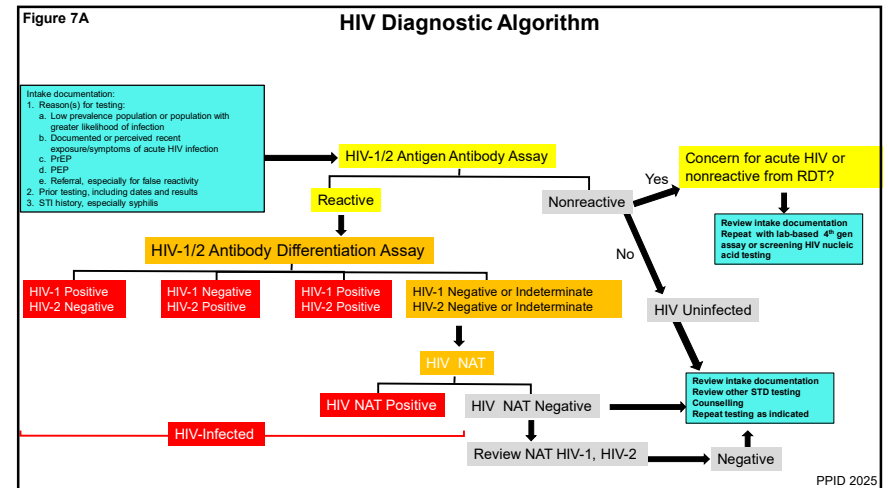 Figure 7A
HIV Diagnostic Algorithm
Intake documentation:
1. Reason(s) for testing:
a. Low prevalence population or population with
greater likelihood of infection
b. Documented or perceived recent
exposure/symptoms of acute HIV infection
c. PrEP
d. PEP
e. Referral, especially for false reactivity
2. Prior testing, including dates and results
3. STI history, especially syphilis
HIV-1/2 Antigen Antibody Assay
Yes
Concern for acute HIV or
nonreactive from RDT?
Reactive
Nonreactive
Review intake documentation
Repeat with lab-based 4th gen
assay or screening HIV nucleic
acid testing
HIV-1/2 Antibody Differentiation Assay
No
HIV-1 Positive
HIV-2 Negative
HIV-1 Negative
HIV-2 Positive
HIV-1 Positive
HIV-2 Positive
HIV-1 Negative or Indeterminate
HIV-2 Negative or Indeterminate
HIV Uninfected
HIV NAT
Review intake documentation
Review other STD testing
Counselling
Repeat testing as indicated
HIV NAT Positive
HIV NAT Negative
HIV-Infected
Review NAT HIV-1, HIV-2
Negative
PPID 2025